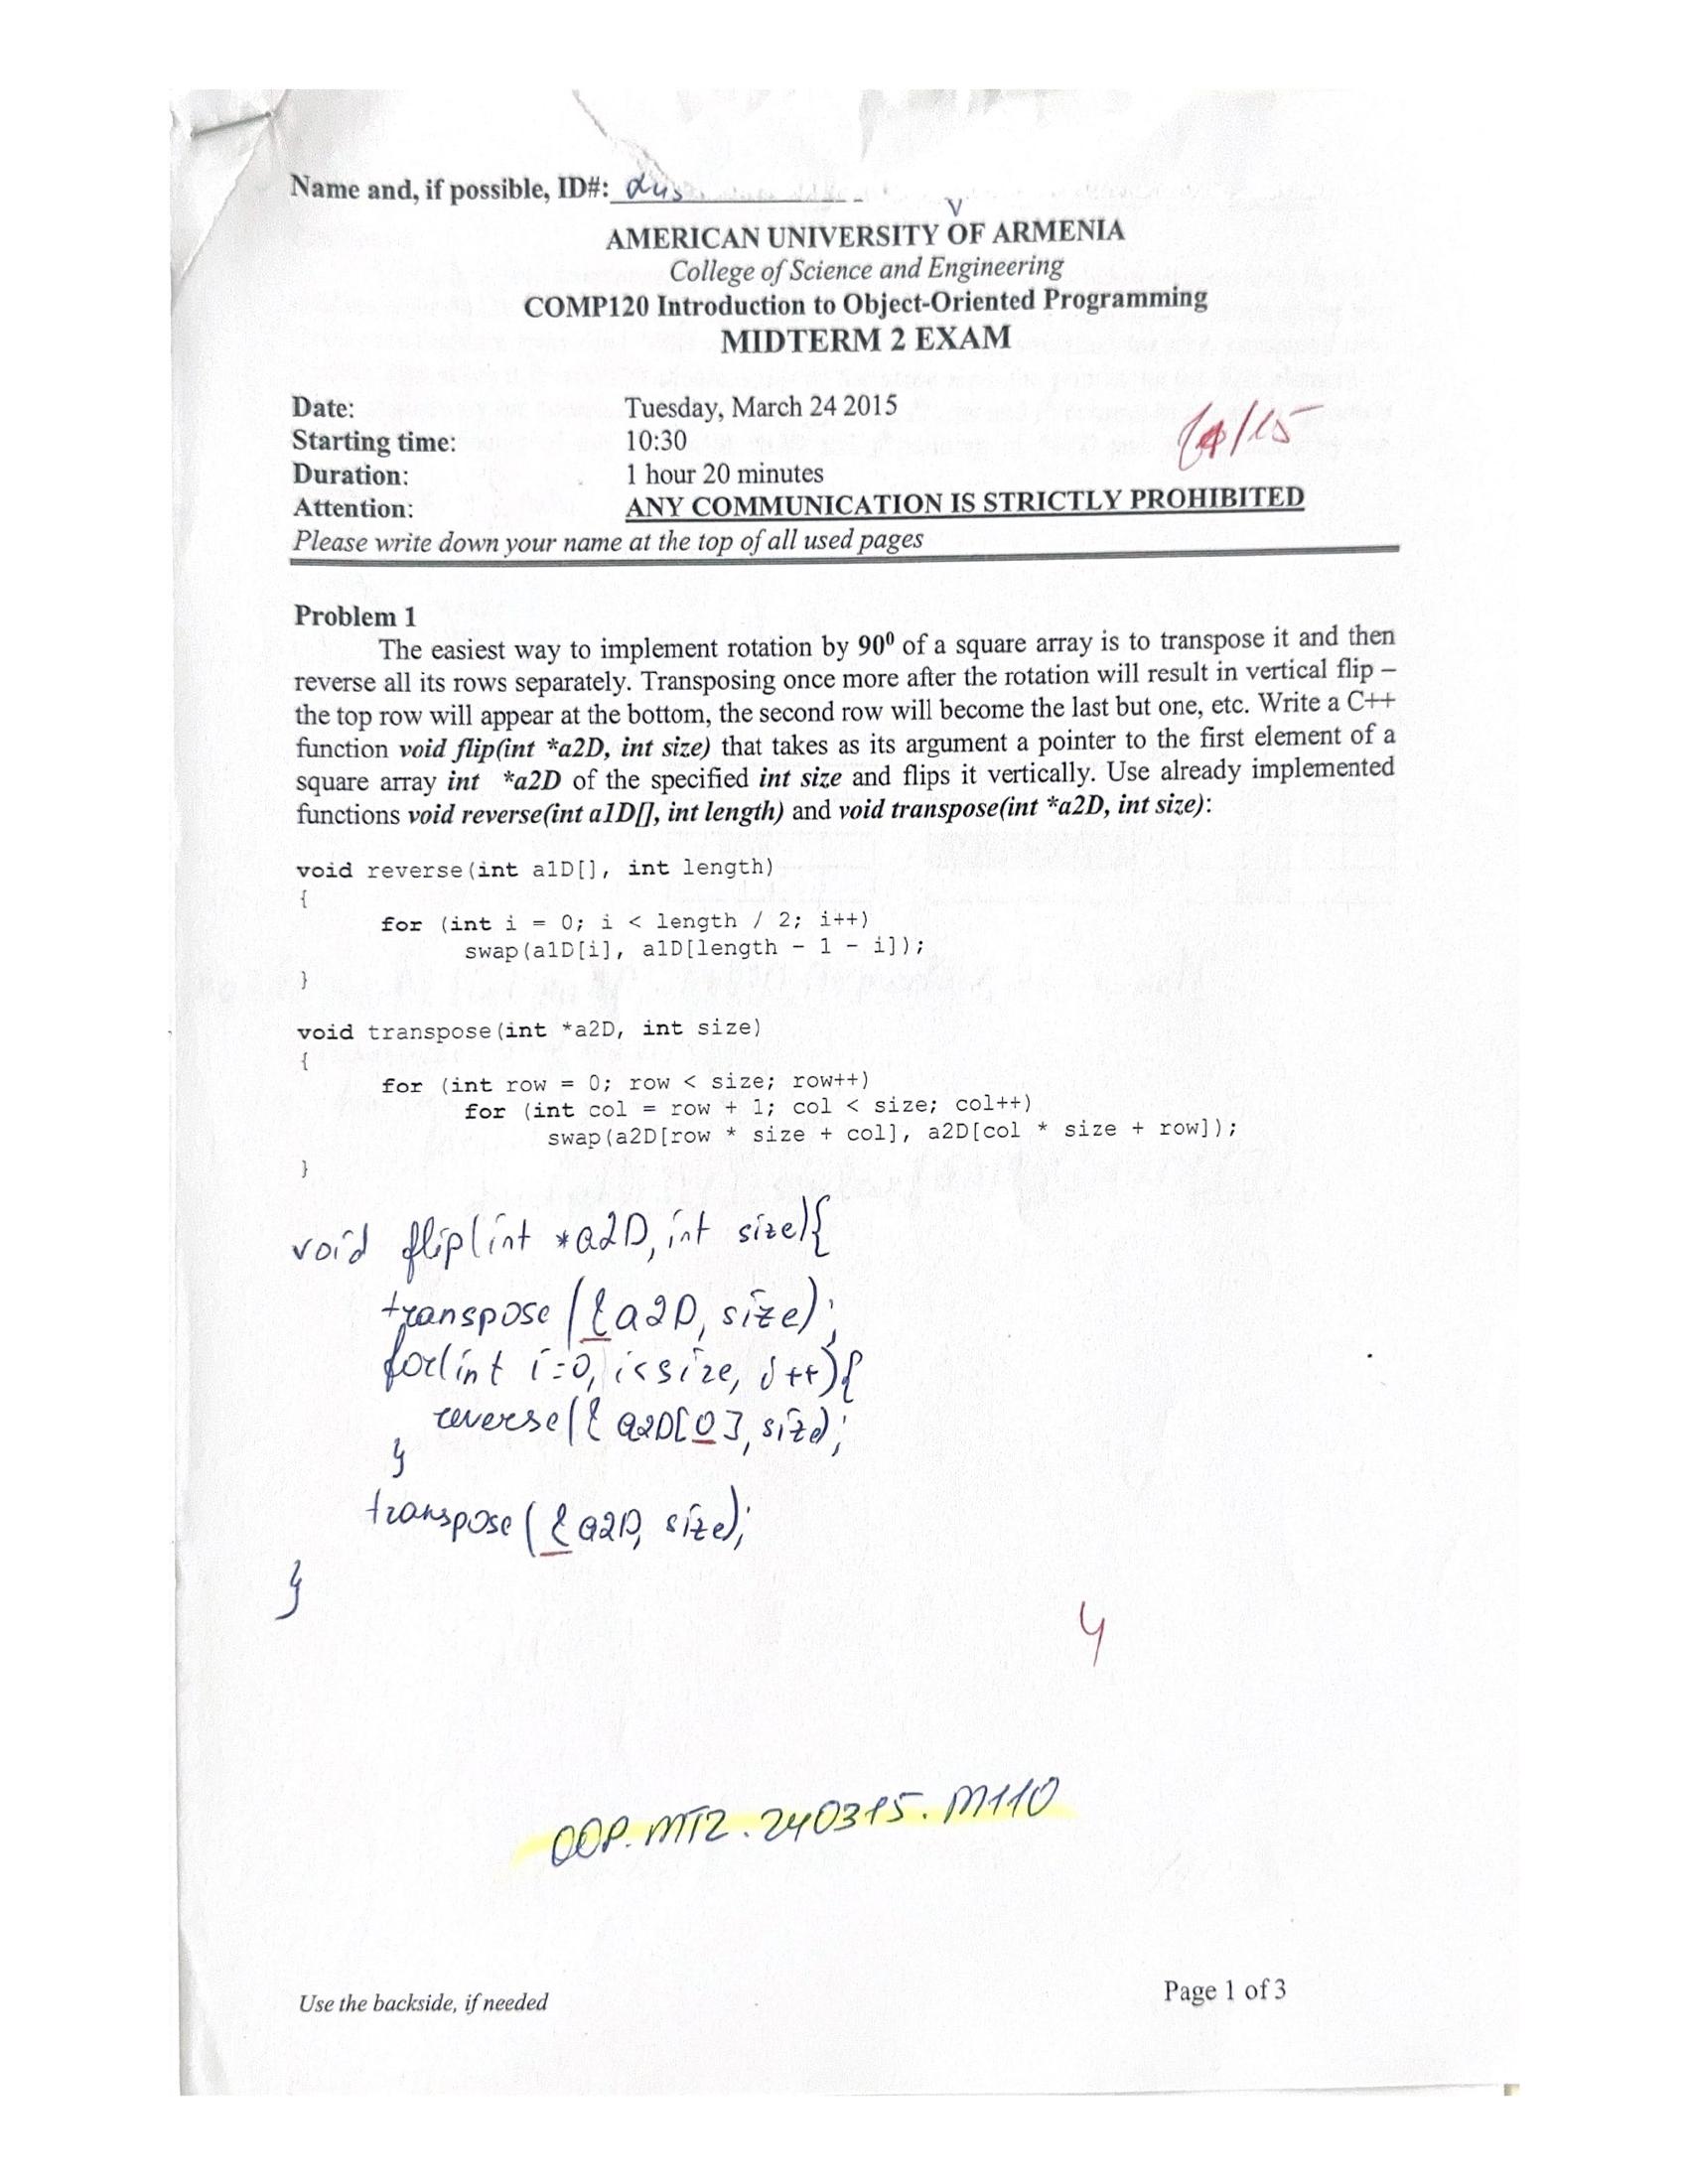 Name and, if possible, ID#:
AMERICAN UNIVERSITY OF ARMENIA
College of Science and Engineering
COMP120 Introduction to Object-Oriented Programming
MIDTERM 2 EXAM
Date: Tuesday, March 24 2015
Starting time: 10:30
Duration: 1 hour 20 minutes
Attention: ANY COMMUNICATION IS STRICTLY PROHIBITED
Please write down your name at the top of all used pages
Problem 1
The easiest way to implement rotation by 90⁰ of a square array is to transpose it and then
reverse all its rows separately. Transposing once more after the rotation will result in vertical flip –
the top row will appear at the bottom, the second row will become the last but one, etc. Write a C++
function void flip(int *a2D, int size) that takes as its argument a pointer to the first element of a
square array int *a2D of the specified int size and flips it vertically. Use already implemented
functions void reverse(int a1D[], int length) and void transpose(int *a2D, int size):
void reverse(int a1D[], int length)
{
for (int i = 0; i < length / 2; i++)
swap(a1D[i], a1D[length - 1 - i]);
}
void transpose(int *a2D, int size)
{
for (int row = 0; row < size; row++)
for (int col = row + 1; col < size; col++)
swap(a2D[row * size + col], a2D[col * size + row]);
}
void flip(int *a2D, int size){
transpose(&a2D, size);
for(int i=0, i<size, i++){
reverse(&a2D[0], size);
}
transpose(&a2D, size);
}
4
OOP.MT2.240315.M110
Use the backside, if needed
Page 1 of 3